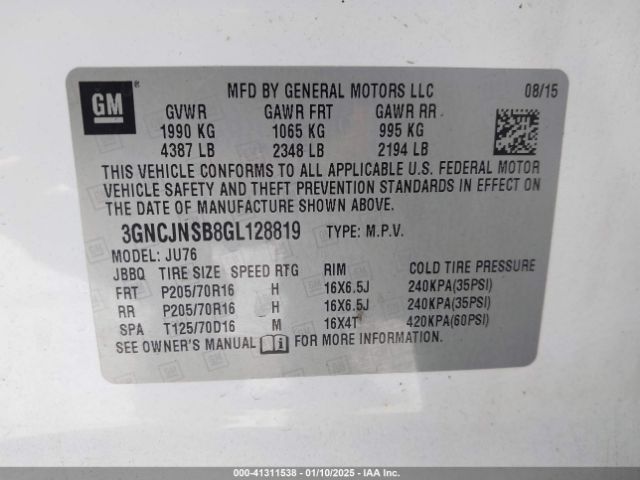 GM
MFD BY GENERAL MOTORS LLC 08/15
GVWR GAWR FRT GAWR RR
1990 KG 1065 KG 995 KG
4387 LB 2348 LB 2194 LB
THIS VEHICLE CONFORMS TO ALL APPLICABLE U.S. FEDERAL MOTOR
VEHICLE SAFETY AND THEFT PREVENTION STANDARDS IN EFFECT ON
THE DATE OF MANUFACTURE SHOWN ABOVE.
3GNCJNSB8GL128819 TYPE: M.P.V.
MODEL: JU76
JBBQ TIRE SIZE SPEED RTG RIM COLD TIRE PRESSURE
FRT P205/70R16 H 16X6.5J 240KPA(35PSI)
RR P205/70R16 H 16X6.5J 240KPA(35PSI)
SPA T125/70D16 M 16X4T 420KPA(60PSI)
SEE OWNER'S MANUAL FOR MORE INFORMATION
000-41311538 - 01/10/2025 - IAAI.COM